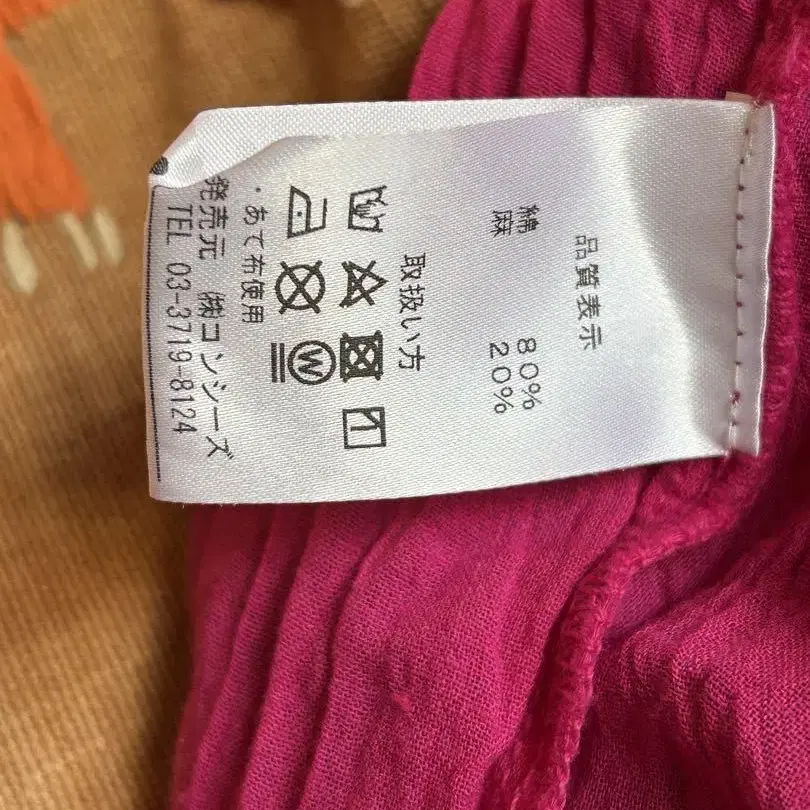 品質表示
綿 80%
麻 20%
取扱い方
W
・あて布使用
発売元 ㈱コンシーズ
TEL 03-3719-8124